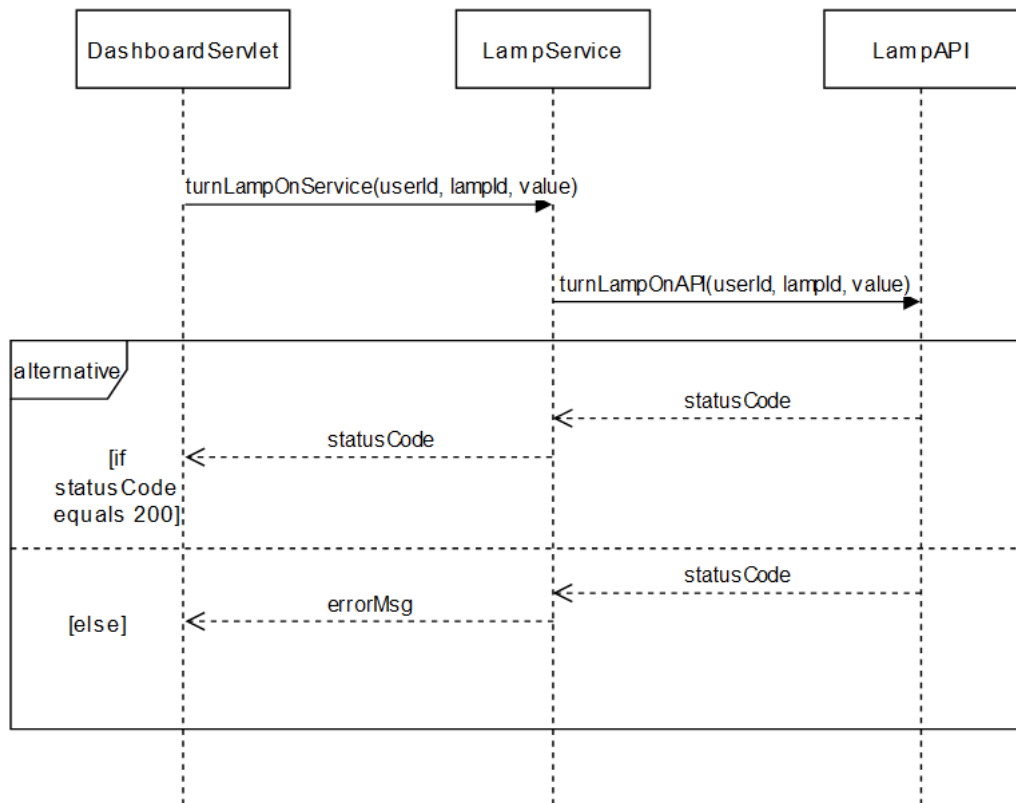 DashboardServlet
LampService
LampAPI
turnLampOnService(userId, lampId, value)
turnLampOnAPI(userId, lampId, value)
alternative
statusCode
statusCode
[if
statusCode
equals 200]
statusCode
errorMsg
[else]